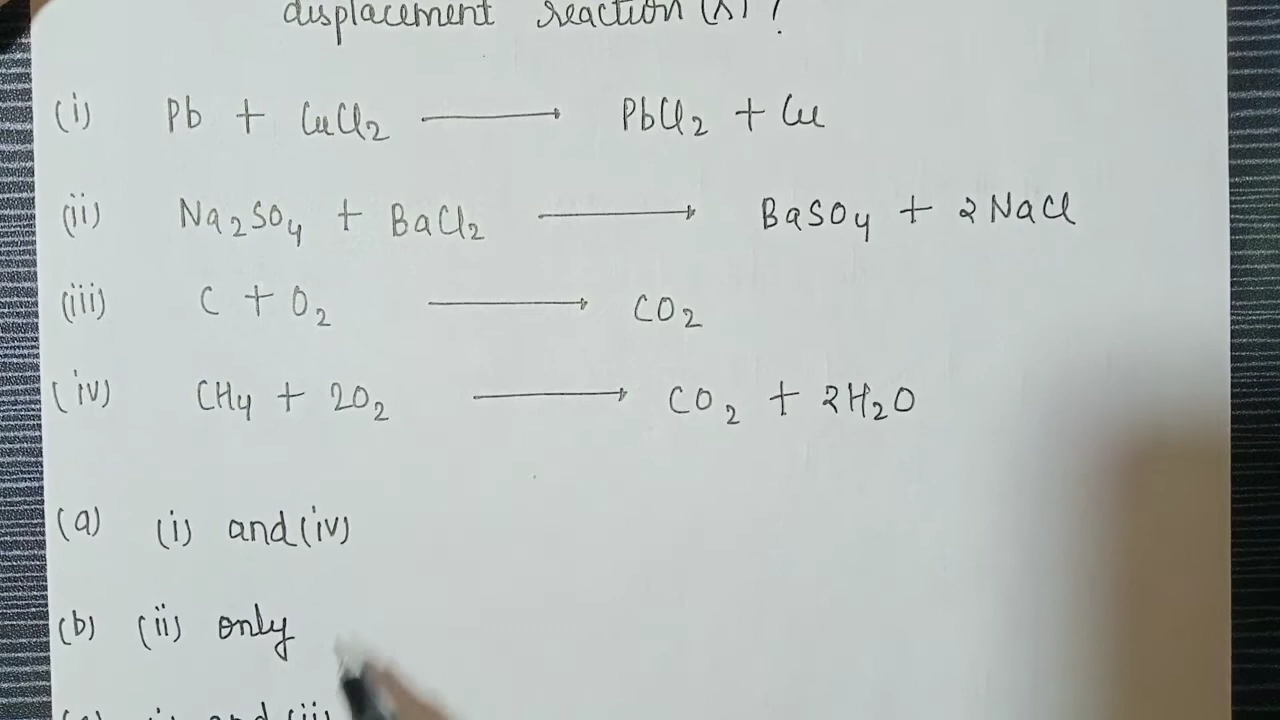 displacement reaction (s) ?
(i) Pb + CuCl2 → PbCl2 + Cu
(ii) Na2SO4 + BaCl2 → BaSO4 + 2NaCl
(iii) C + O2 → CO2
(iv) CH4 + 2O2 → CO2 + 2H2O
(a) (i) and (iv)
(b) (ii) only